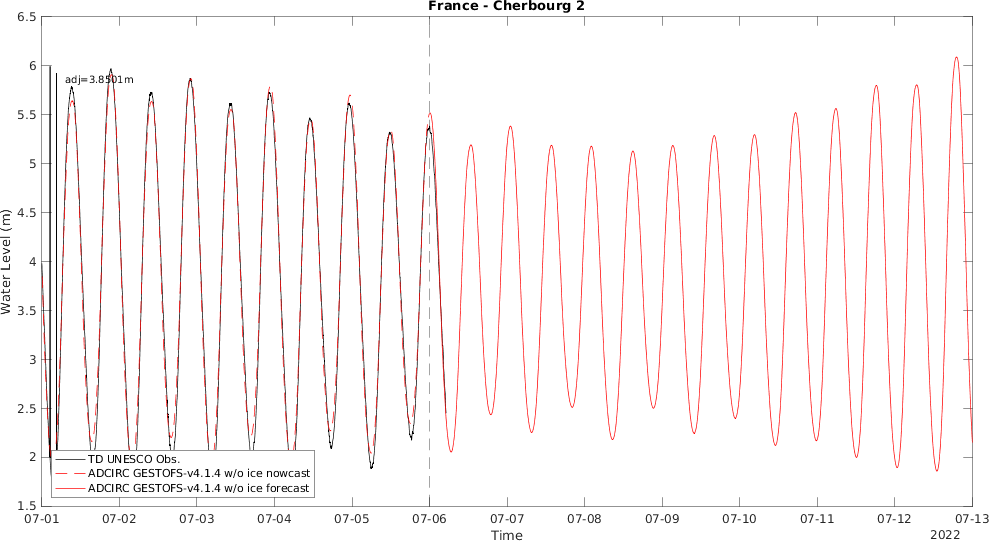 France - Cherbourg 2
6.5
6
5.5
5
4.5
4
3.5
3
2.5
2
1.5
Water Level (m)
adj=3.8501m
TD UNESCO Obs.
ADCIRC GESTOFS-v4.1.4 w/o ice nowcast
ADCIRC GESTOFS-v4.1.4 w/o ice forecast
07-01 07-02 07-03 07-04 07-05 07-06 07-07 07-08 07-09 07-10 07-11 07-12 07-13
Time
2022